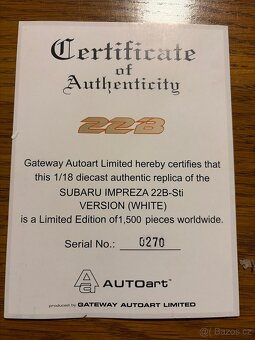 Certificate
of
Authenticity
22B
Gateway Autoart Limited hereby certifies that
this 1/18 diecast authentic replica of the
SUBARU IMPREZA 22B-Sti
VERSION (WHITE)
is a Limited Edition of1,500 pieces worldwide.
Serial No.: 0270
AUTOart™
produced by GATEWAY AUTOART LIMITED
Sbazos.cz